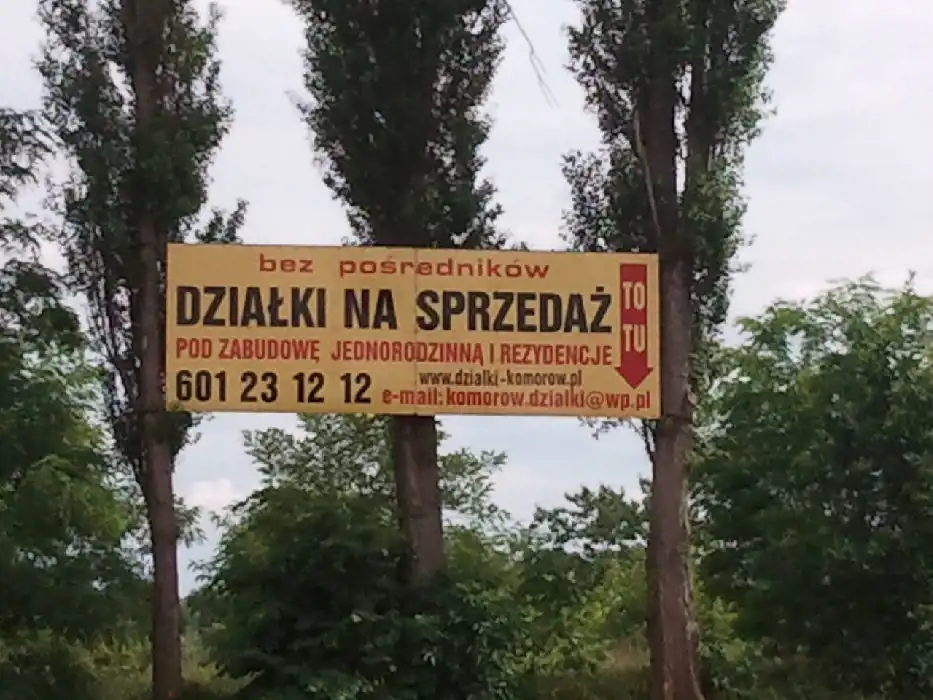 bez pośredników
DZIAŁKI NA SPRZEDAŻ
POD ZABUDOWĘ JEDNORODZINNĄ I REZYDENCJE
601 23 12 12
www.dzialki-komorow.pl
e-mail: komorow.dzialki@wp.pl
TO
TU